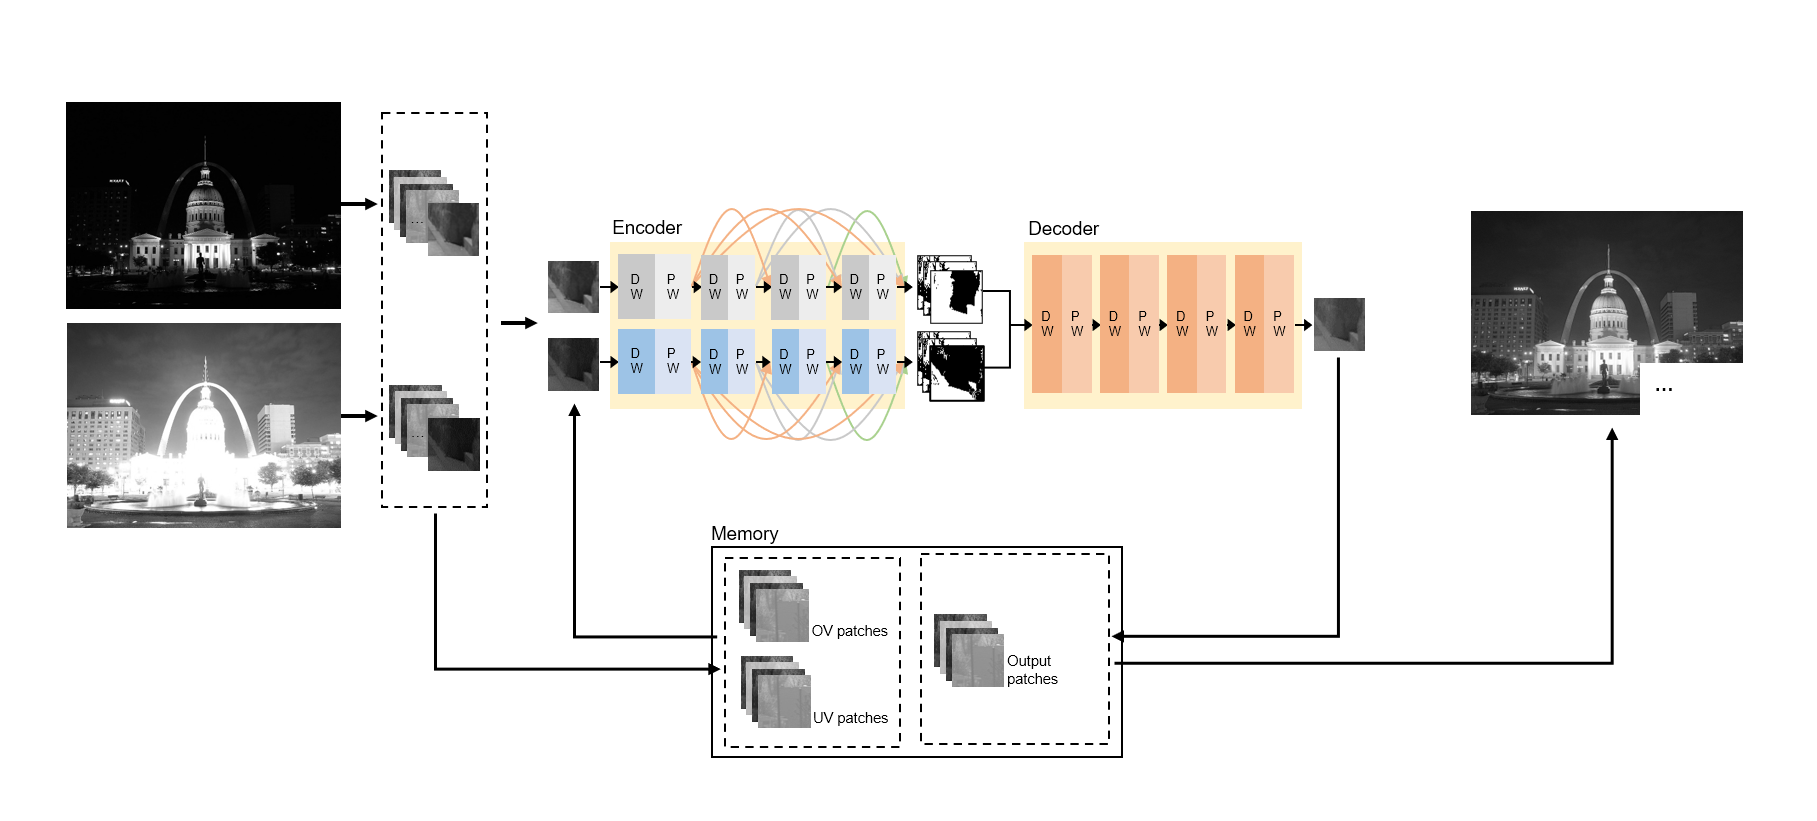 Encoder
Decoder
...
D W P W D W P W D W P W D W P W
D W P W D W P W D W P W D W P W
D W P W D W P W D W P W D W P W
...
...
Memory
OV patches
UV patches
Output
patches